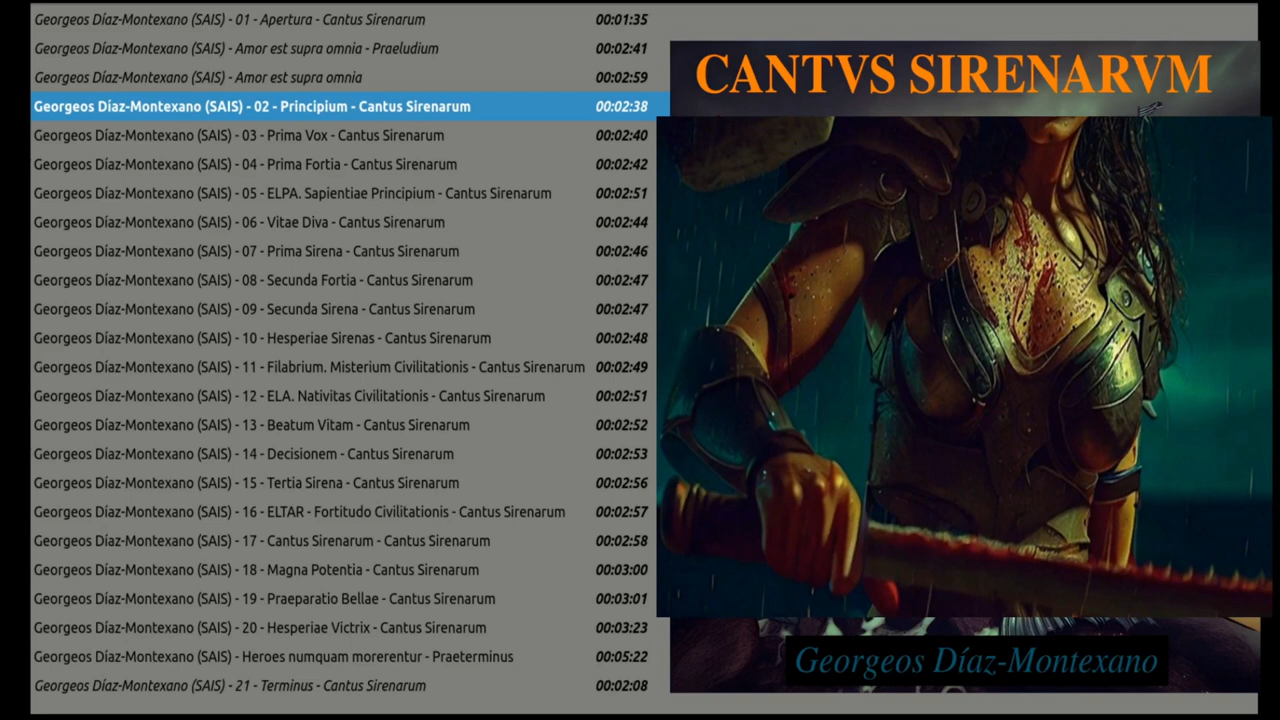 Georgeos Díaz-Montexano (SAIS) - 01 - Apertura - Cantus Sirenarum 00:01:35
Georgeos Díaz-Montexano (SAIS) - Amor est supra omnia - Praeludium 00:02:41
Georgeos Díaz-Montexano (SAIS) - Amor est supra omnia 00:02:59
Georgeos Díaz-Montexano (SAIS) - 02 - Principium - Cantus Sirenarum 00:02:38
Georgeos Díaz-Montexano (SAIS) - 03 - Prima Vox - Cantus Sirenarum 00:02:40
Georgeos Díaz-Montexano (SAIS) - 04 - Prima Fortia - Cantus Sirenarum 00:02:42
Georgeos Díaz-Montexano (SAIS) - 05 - ELPA. Sapientiae Principium - Cantus Sirenarum 00:02:51
Georgeos Díaz-Montexano (SAIS) - 06 - Vitae Diva - Cantus Sirenarum 00:02:44
Georgeos Díaz-Montexano (SAIS) - 07 - Prima Sirena - Cantus Sirenarum 00:02:46
Georgeos Díaz-Montexano (SAIS) - 08 - Secunda Fortia - Cantus Sirenarum 00:02:47
Georgeos Díaz-Montexano (SAIS) - 09 - Secunda Sirena - Cantus Sirenarum 00:02:47
Georgeos Díaz-Montexano (SAIS) - 10 - Hesperiae Sirenas - Cantus Sirenarum 00:02:48
Georgeos Díaz-Montexano (SAIS) - 11 - Filabrium. Misterium Civilitationis - Cantus Sirenarum 00:02:49
Georgeos Díaz-Montexano (SAIS) - 12 - ELA. Nativitas Civilitationis - Cantus Sirenarum 00:02:51
Georgeos Díaz-Montexano (SAIS) - 13 - Beatum Vitam - Cantus Sirenarum 00:02:52
Georgeos Díaz-Montexano (SAIS) - 14 - Decisionem - Cantus Sirenarum 00:02:53
Georgeos Díaz-Montexano (SAIS) - 15 - Tertia Sirena - Cantus Sirenarum 00:02:56
Georgeos Díaz-Montexano (SAIS) - 16 - ELTAR - Fortitudo Civilitationis - Cantus Sirenarum 00:02:57
Georgeos Díaz-Montexano (SAIS) - 17 - Cantus Sirenarum - Cantus Sirenarum 00:02:58
Georgeos Díaz-Montexano (SAIS) - 18 - Magna Potentia - Cantus Sirenarum 00:03:00
Georgeos Díaz-Montexano (SAIS) - 19 - Praeparatio Bellae - Cantus Sirenarum 00:03:01
Georgeos Díaz-Montexano (SAIS) - 20 - Hesperiae Victrix - Cantus Sirenarum 00:03:23
Georgeos Díaz-Montexano (SAIS) - Heroes numquam morerentur - Praeterminus 00:05:22
Georgeos Díaz-Montexano (SAIS) - 21 - Terminus - Cantus Sirenarum 00:02:08
CANTVS SIRENARVM
Georgeos Díaz-Montexano